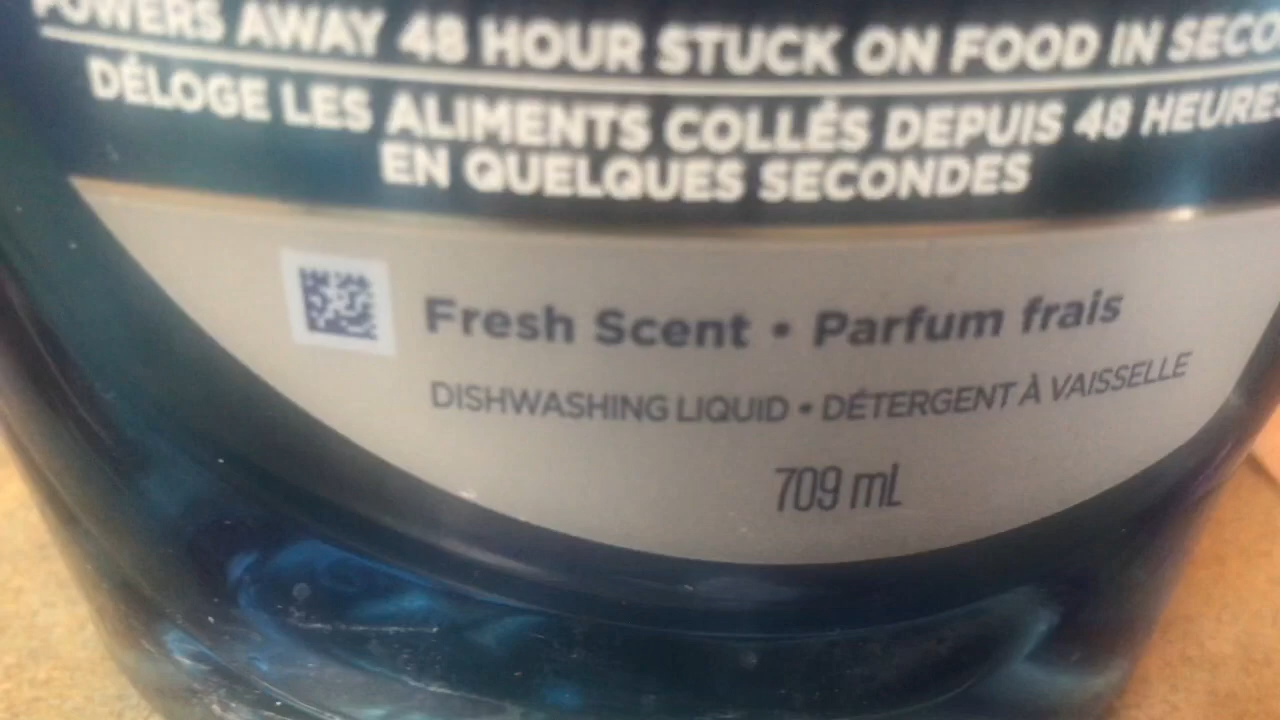 POWERS AWAY 48 HOUR STUCK ON FOOD IN
DÉLOGE LES ALIMENTS COLLÉS DEPUIS 48 HEURES
EN QUELQUES SECONDES
Fresh Scent • Parfum frais
DISHWASHING LIQUID • DÉTERGENT À VAISSELLE
709 mL